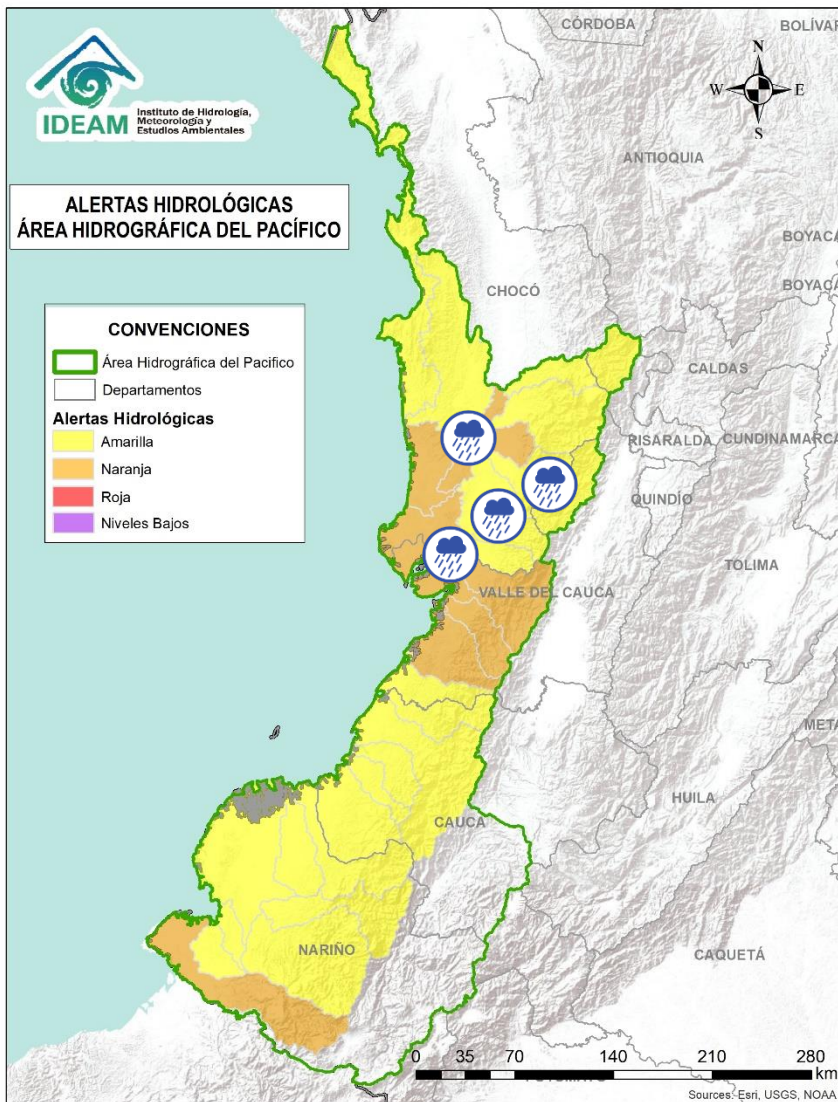 IDEAM
Instituto de Hidrología,
Meteorología y
Estudios Ambientales
ALERTAS HIDROLÓGICAS
ÁREA HIDROGRÁFICA DEL PACÍFICO
CONVENCIONES
Área Hidrográfica del Pacifico
Departamentos
Alertas Hidrológicas
Amarilla
Naranja
Roja
Niveles Bajos
N
W E
S
CÓRDOBA
BOLÍVAR
ANTIOQUIA
BOYACÁ
BOYACÁ
CHOCÓ
CALDAS
RISARALDA
CUNDINAMARCA
QUINDÍO
TOLIMA
VALLE DEL CAUCA
META
HUILA
CAUCA
NARIÑO
CAQUETÁ
0 35 70 140 210 280
km
Sources: Esri, USGS, NOAA